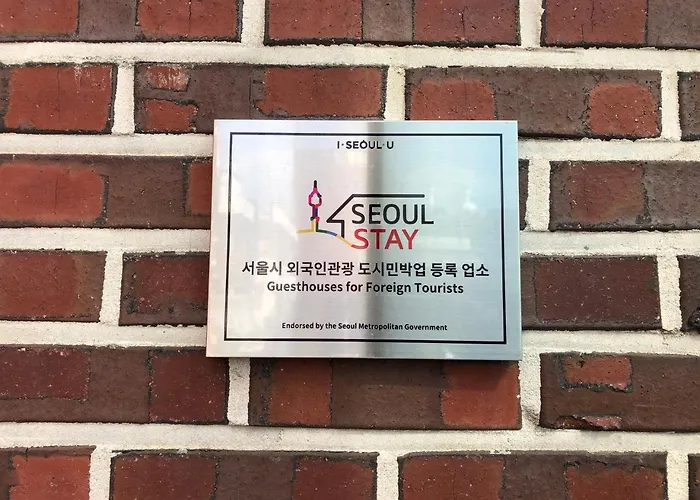 I·SEOUL·U
SEOUL
STAY
서울시 외국인관광 도시민박업 등록 업소
Guesthouses for Foreign Tourists
Endorsed by the Seoul Metropolitan Government